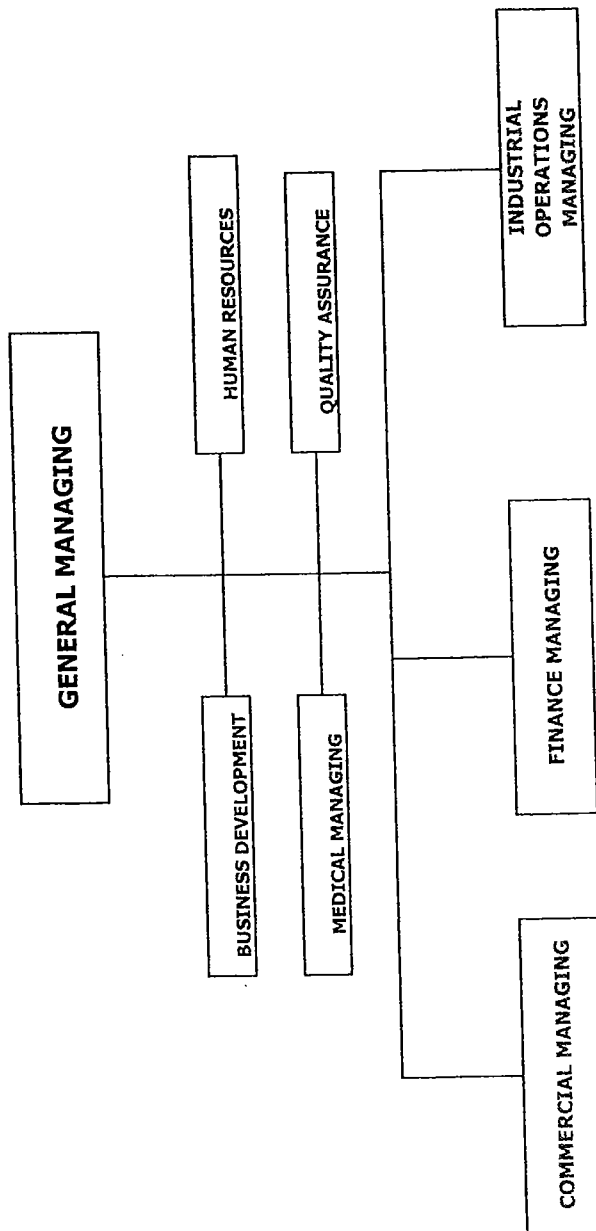 GENERAL MANAGING
BUSINESS DEVELOPMENT
HUMAN RESOURCES
MEDICAL MANAGING
QUALITY ASSURANCE
COMMERCIAL MANAGING
FINANCE MANAGING
INDUSTRIAL
OPERATIONS
MANAGING